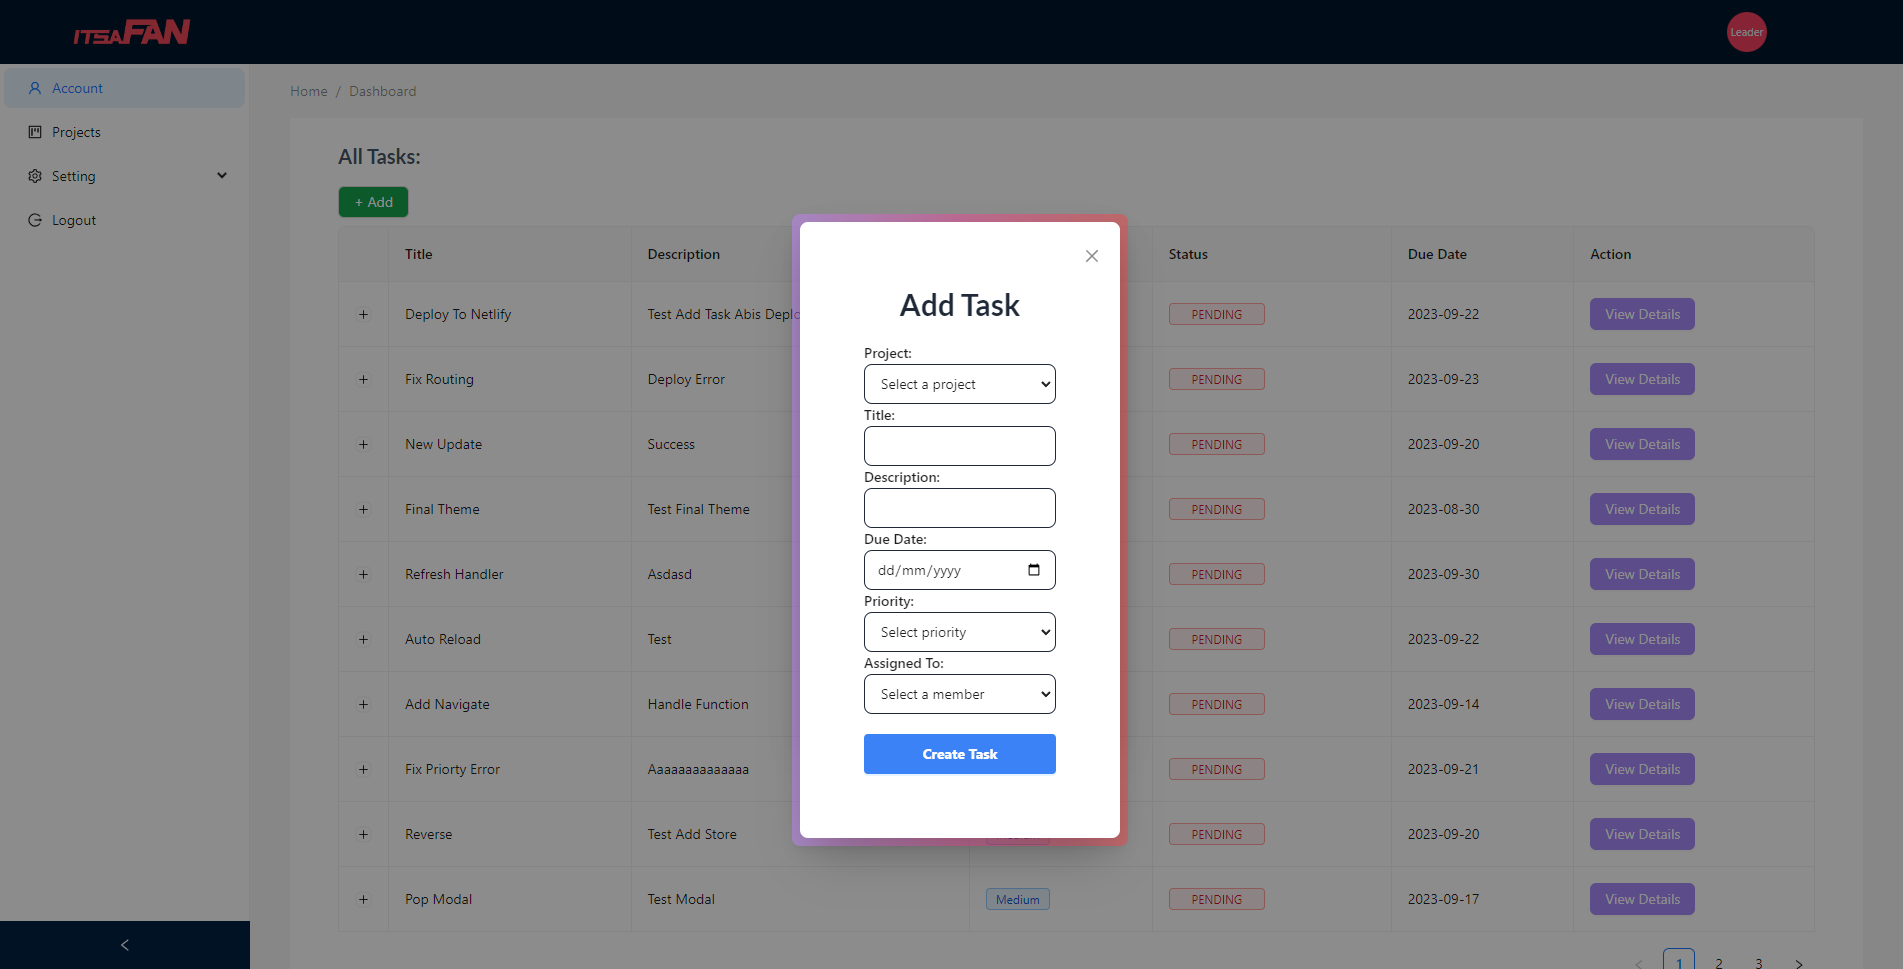 ITSAFAN
Leader
Account
Projects
Setting
Logout
Home / Dashboard
All Tasks:
+ Add
Title Description Status Due Date Action
Deploy To Netlify Test Add Task Abis PENDING 2023-09-22 View Details
Fix Routing Deploy Error PENDING 2023-09-23 View Details
New Update Success PENDING 2023-09-20 View Details
Final Theme Test Final Theme PENDING 2023-08-30 View Details
Refresh Handler Asdasd PENDING 2023-09-30 View Details
Auto Reload Test PENDING 2023-09-22 View Details
Add Navigate Handle Function PENDING 2023-09-14 View Details
Fix Priorty Error Aaaaaaaaaaaaaa PENDING 2023-09-21 View Details
Reverse Test Add Store PENDING 2023-09-20 View Details
Pop Modal Test Modal Medium PENDING 2023-09-17 View Details
1 2 3
Add Task
Project:
Select a project
Title:
Description:
Due Date:
dd/mm/yyyy
Priority:
Select priority
Assigned To:
Select a member
Create Task